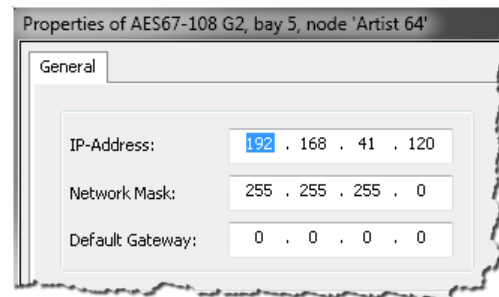 Properties of AES67-108 G2, bay 5, node 'Artist 64'
General
IP-Address: 192 . 168 . 41 . 120
Network Mask: 255 . 255 . 255 . 0
Default Gateway: 0 . 0 . 0 . 0